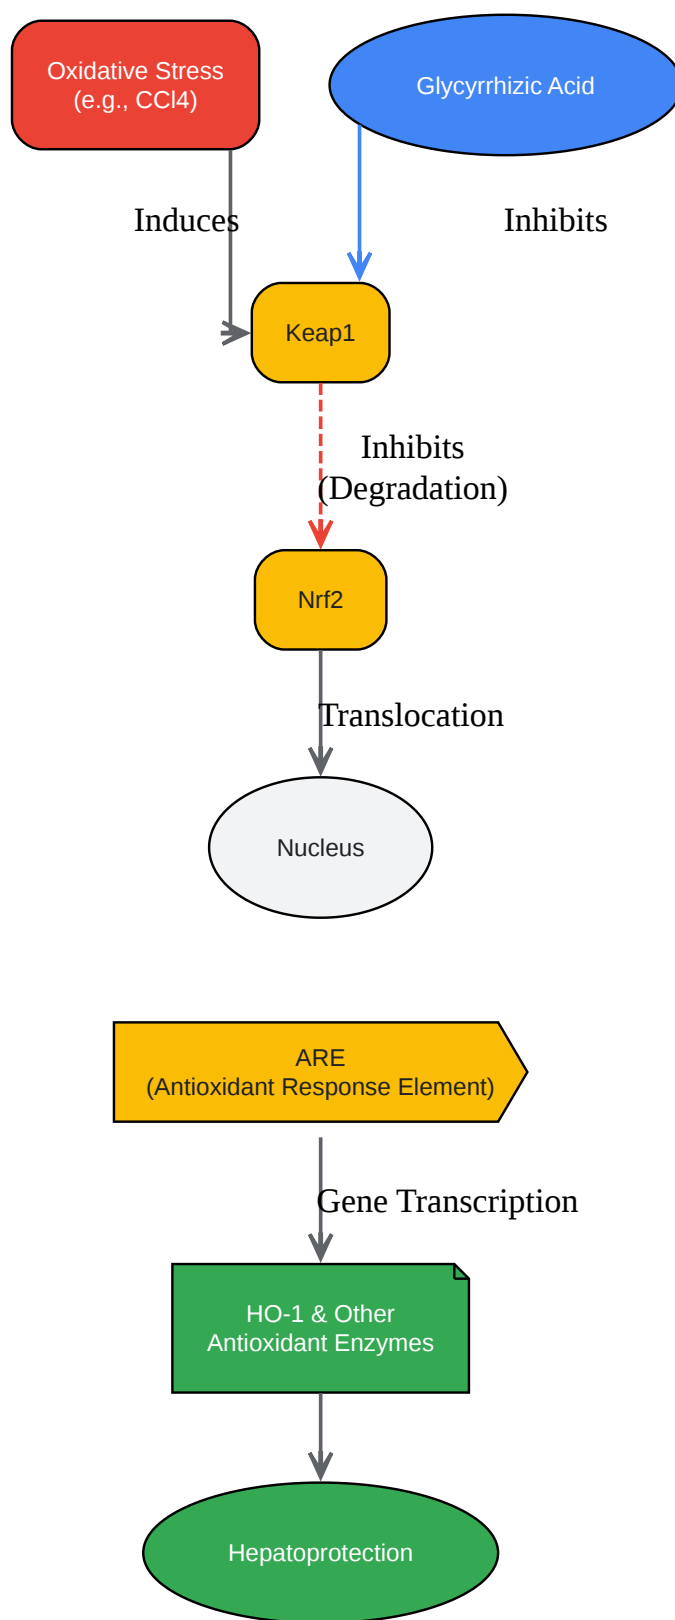 Oxidative Stress
(e.g., CCl4)
Glycyrrhizic Acid
Induces
Inhibits
Keap1
Inhibits
(Degradation)
Nrf2
Translocation
Nucleus
ARE
(Antioxidant Response Element)
Gene Transcription
HO-1 & Other
Antioxidant Enzymes
Hepatoprotection